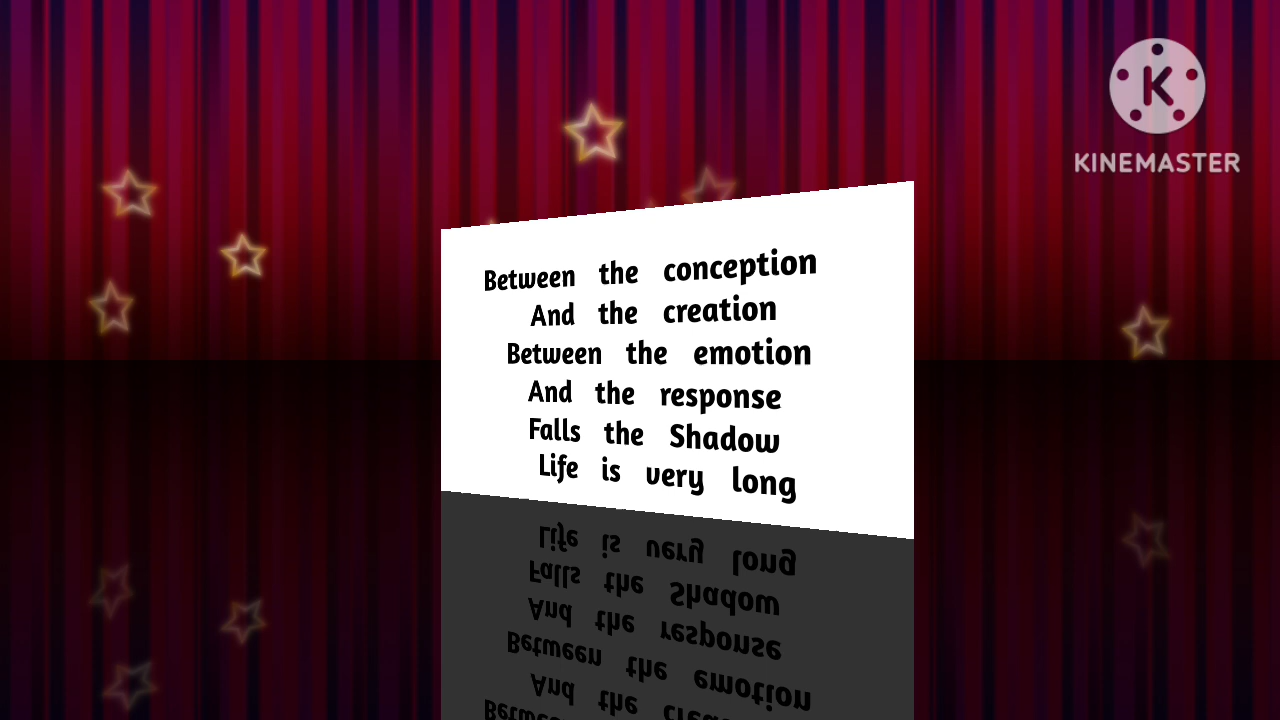 K
KINEMASTER
Between the conception
And the creation
Between the emotion
And the response
Falls the Shadow
Life is very long